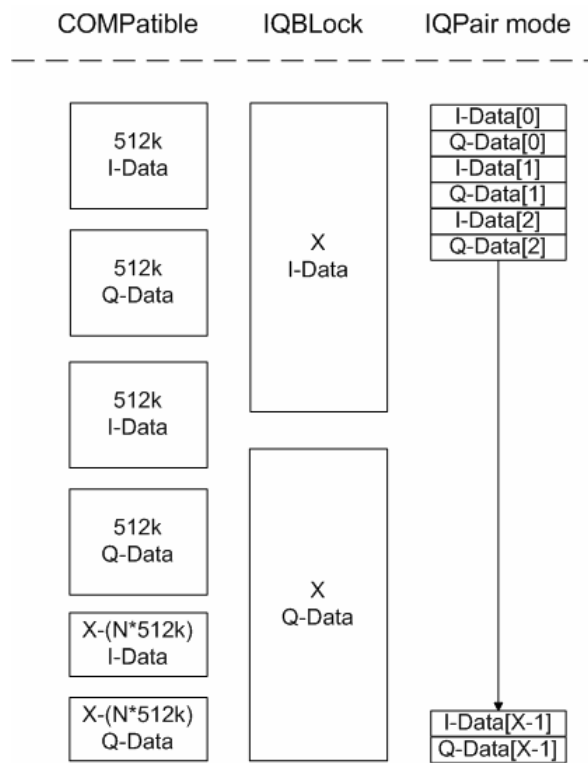 COMPatible
IQBLock
IQPair mode
512k
I-Data
512k
Q-Data
512k
I-Data
512k
Q-Data
X-(N*512k)
I-Data
X-(N*512k)
Q-Data
X
I-Data
X
Q-Data
I-Data[0]
Q-Data[0]
I-Data[1]
Q-Data[1]
I-Data[2]
Q-Data[2]
I-Data[X-1]
Q-Data[X-1]